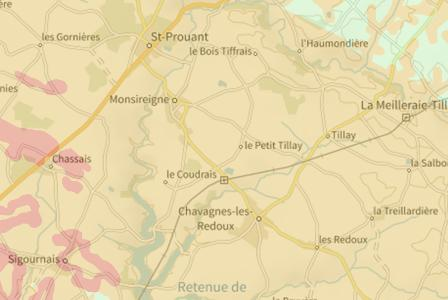 les Gornières
St-Prouant
l'Haumondière
le Bois Tiffrais
Monsireigne
La Meilleraie-Till
Tillay
le Petit Tillay
Chassais
la Salbo
le Coudrais
Chavagnes-les-
Redoux
la Treillardière
les Redoux
Sigournais
Retenue de